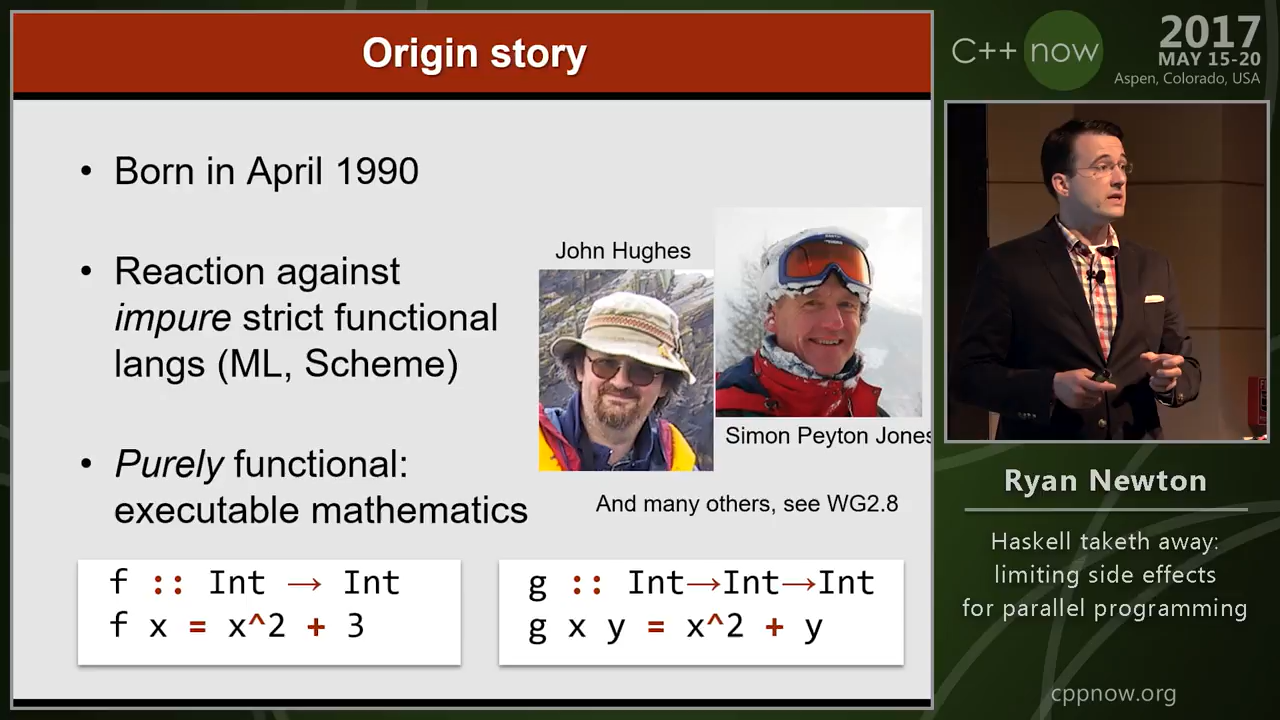 Origin story
• Born in April 1990
• Reaction against
impure strict functional
langs (ML, Scheme)
• Purely functional:
executable mathematics
John Hughes
Simon Peyton Jones
And many others, see WG2.8
f :: Int → Int
f x = x^2 + 3
g :: Int→Int→Int
g x y = x^2 + y
C++ now
2017
MAY 15-20
Aspen, Colorado, USA
Ryan Newton
Haskell taketh away:
limiting side effects
for parallel programming
cppnow.org